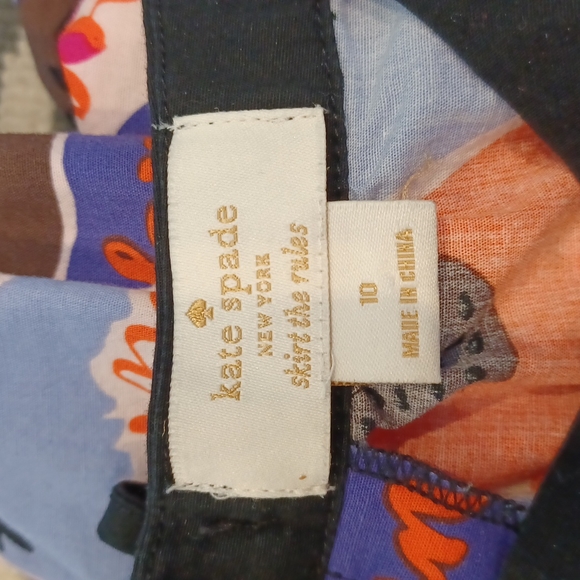 kate spade
NEW YORK
skirt the rules
10
MADE IN CHINA